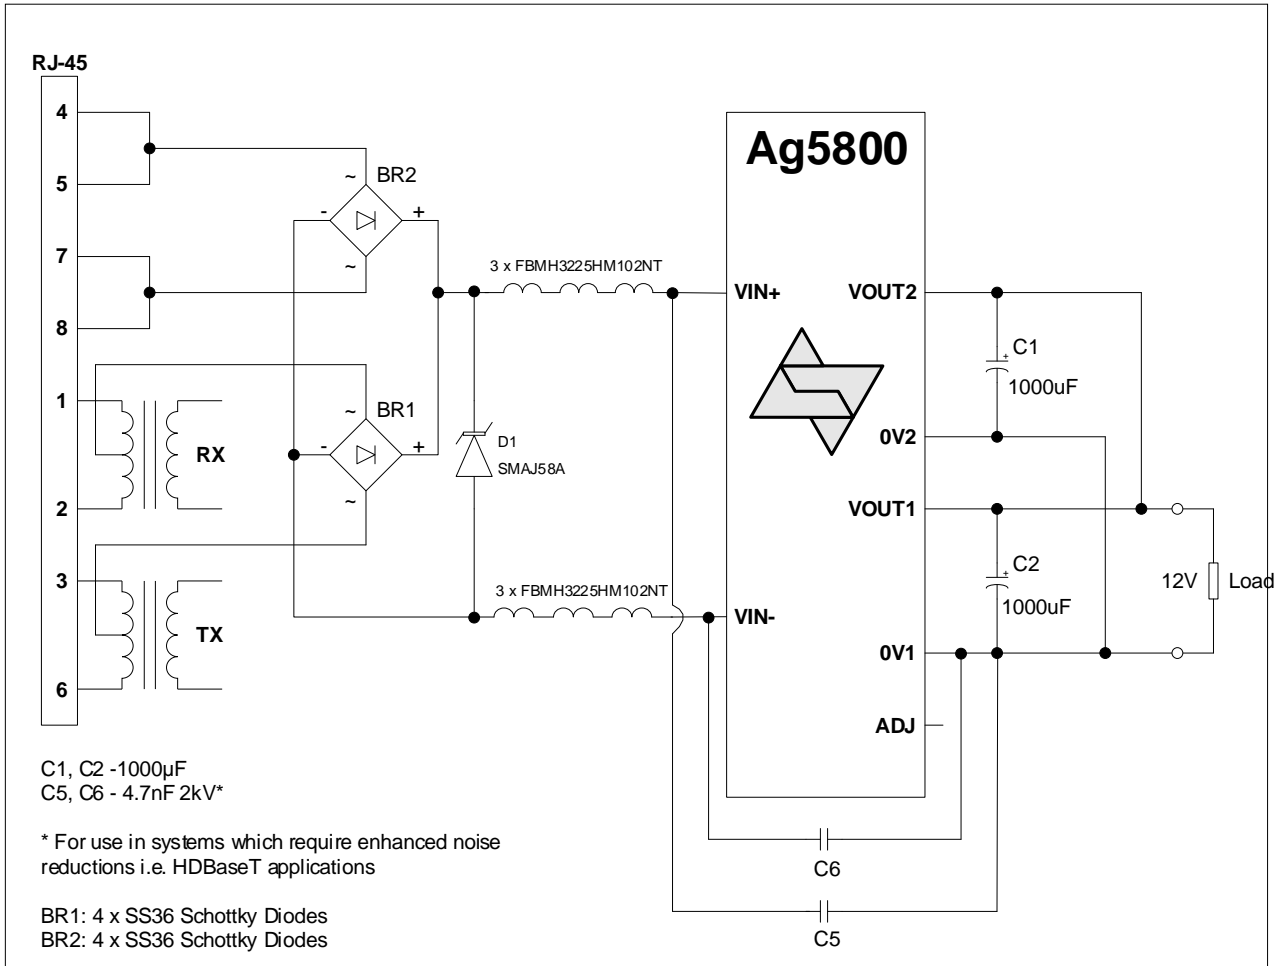 RJ-45
4
5
7
8
1
2
3
6
RX
TX
~
BR2
-
+
~
~
BR1
-
+
~
3 x FBMH3225HM102NT
D1
SMAJ58A
3 x FBMH3225HM102NT
Ag5800
VIN+
VIN-
VOUT2
0V2
VOUT1
0V1
ADJ
+
C1
1000uF
+
C2
1000uF
12V
Load
C6
C5
C1, C2 -1000µF
C5, C6 - 4.7nF 2kV*
* For use in systems which require enhanced noise
reductions i.e. HDBaseT applications
BR1: 4 x SS36 Schottky Diodes
BR2: 4 x SS36 Schottky Diodes